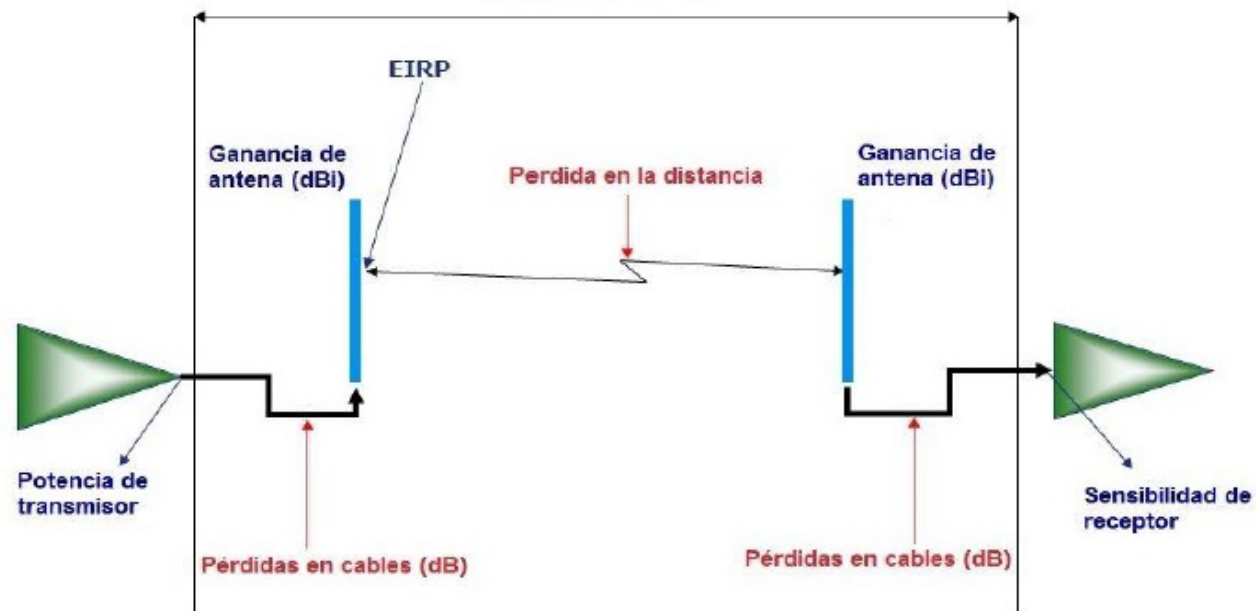 EIRP
Ganancia de
antena (dBi)
Perdida en la distancia
Ganancia de
antena (dBi)
Potencia de
transmisor
Sensibilidad de
receptor
Pérdidas en cables (dB)
Pérdidas en cables (dB)